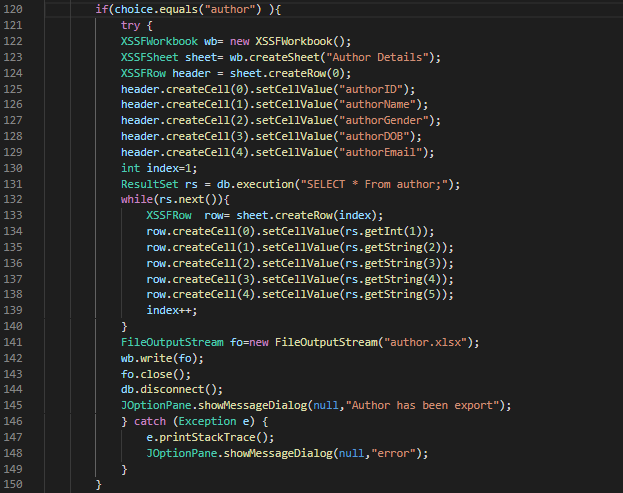 120 if(choice.equals("author") ){
121 try {
122 XSSFWorkbook wb= new XSSFWorkbook();
123 XSSFSheet sheet= wb.createSheet("Author Details");
124 XSSFRow header = sheet.createRow(0);
125 header.createCell(0).setCellValue("authorID");
126 header.createCell(1).setCellValue("authorName");
127 header.createCell(2).setCellValue("authorGender");
128 header.createCell(3).setCellValue("authorDOB");
129 header.createCell(4).setCellValue("authorEmail");
130 int index=1;
131 ResultSet rs = db.execution("SELECT * From author;");
132 while(rs.next()){
133 XSSFRow  row= sheet.createRow(index);
134 row.createCell(0).setCellValue(rs.getInt(1));
135 row.createCell(1).setCellValue(rs.getString(2));
136 row.createCell(2).setCellValue(rs.getString(3));
137 row.createCell(3).setCellValue(rs.getString(4));
138 row.createCell(4).setCellValue(rs.getString(5));
139 index++;
140 }
141 FileOutputStream fo=new FileOutputStream("author.xlsx");
142 wb.write(fo);
143 fo.close();
144 db.disconnect();
145 JOptionPane.showMessageDialog(null,"Author has been export");
146 } catch (Exception e) {
147 e.printStackTrace();
148 JOptionPane.showMessageDialog(null,"error");
149 }
150 }